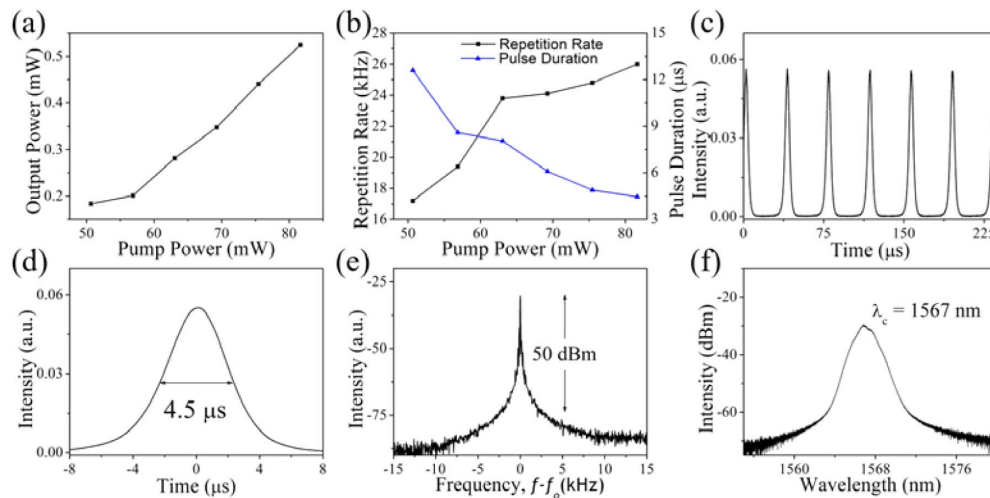 (a)
0.5
0.4
0.3
0.2
Output Power (mW)
50 60 70 80
Pump Power (mW)
(b)
28
26
24
22
20
18
16
Repetition Rate (kHz)
Repetition Rate
Pulse Duration
15
12
9
6
3
Pulse Duration (μs)
50 60 70 80
Pump Power (mW)
(c)
0.06
0.03
0.00
Intensity (a.u.)
0 75 150 225
Time (μs)
(d)
0.06
0.03
0.00
Intensity (a.u.)
4.5 μs
-8 -4 0 4 8
Time (μs)
(e)
-25
-50
-75
Intensity (a.u.)
50 dBm
-15 -10 -5 0 5 10 15
Frequency, f-fo(kHz)
(f)
-20
-40
-60
Intensity (dBm)
λc = 1567 nm
1560 1568 1576
Wavelength (nm)